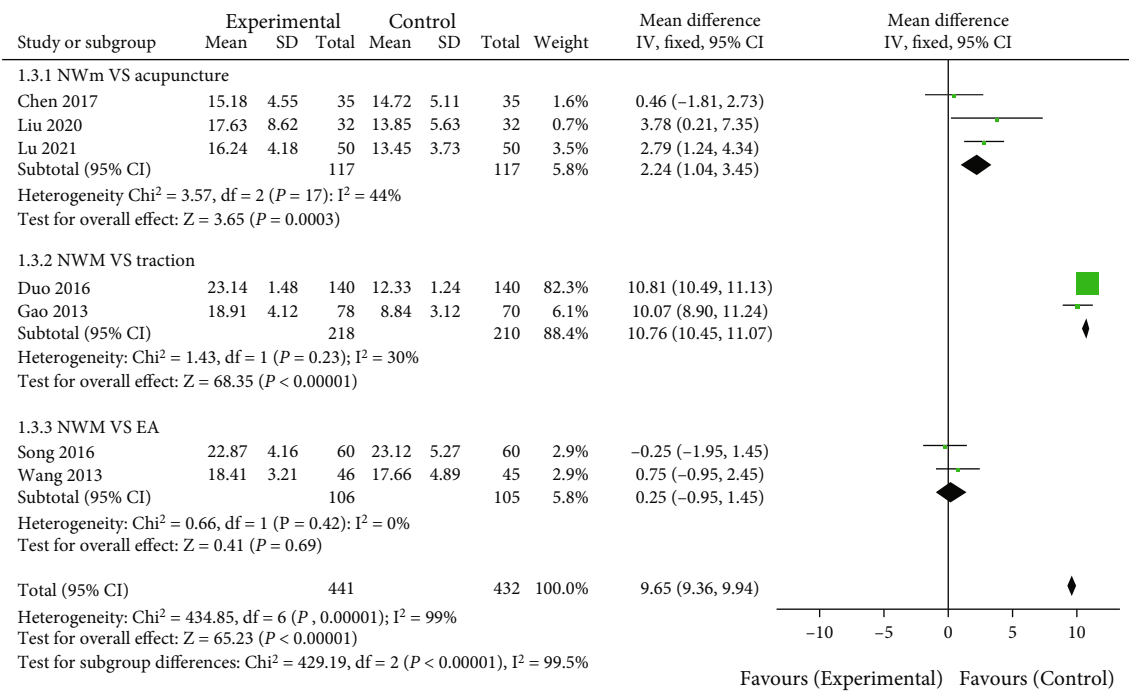 Experimental Control Mean difference Mean difference
Study or subgroup Mean SD Total Mean SD Total Weight IV, fixed, 95% CI IV, fixed, 95% CI
1.3.1 NWm VS acupuncture
Chen 2017 15.18 4.55 35 14.72 5.11 35 1.6% 0.46 (–1.81, 2.73)
Liu 2020 17.63 8.62 32 13.85 5.63 32 0.7% 3.78 (0.21, 7.35)
Lu 2021 16.24 4.18 50 13.45 3.73 50 3.5% 2.79 (1.24, 4.34)
Subtotal (95% CI) 117 117 5.8% 2.24 (1.04, 3.45)
Heterogeneity Chi² = 3.57, df = 2 (P = 17): I² = 44%
Test for overall effect: Z = 3.65 (P = 0.0003)
1.3.2 NWM VS traction
Duo 2016 23.14 1.48 140 12.33 1.24 140 82.3% 10.81 (10.49, 11.13)
Gao 2013 18.91 4.12 78 8.84 3.12 70 6.1% 10.07 (8.90, 11.24)
Subtotal (95% CI) 218 210 88.4% 10.76 (10.45, 11.07)
Heterogeneity: Chi² = 1.43, df = 1 (P = 0.23); I² = 30%
Test for overall effect: Z = 68.35 (P < 0.00001)
1.3.3 NWM VS EA
Song 2016 22.87 4.16 60 23.12 5.27 60 2.9% –0.25 (–1.95, 1.45)
Wang 2013 18.41 3.21 46 17.66 4.89 45 2.9% 0.75 (–0.95, 2.45)
Subtotal (95% CI) 106 105 5.8% 0.25 (–0.95, 1.45)
Heterogeneity: Chi² = 0.66, df = 1 (P = 0.42): I² = 0%
Test for overall effect: Z = 0.41 (P = 0.69)
Total (95% CI) 441 432 100.0% 9.65 (9.36, 9.94)
Heterogeneity: Chi² = 434.85, df = 6 (P , 0.00001); I² = 99%
Test for overall effect: Z = 65.23 (P < 0.00001)
Test for subgroup differences: Chi² = 429.19, df = 2 (P < 0.00001), I² = 99.5%
–10 –5 0 5 10
Favours (Experimental) Favours (Control)